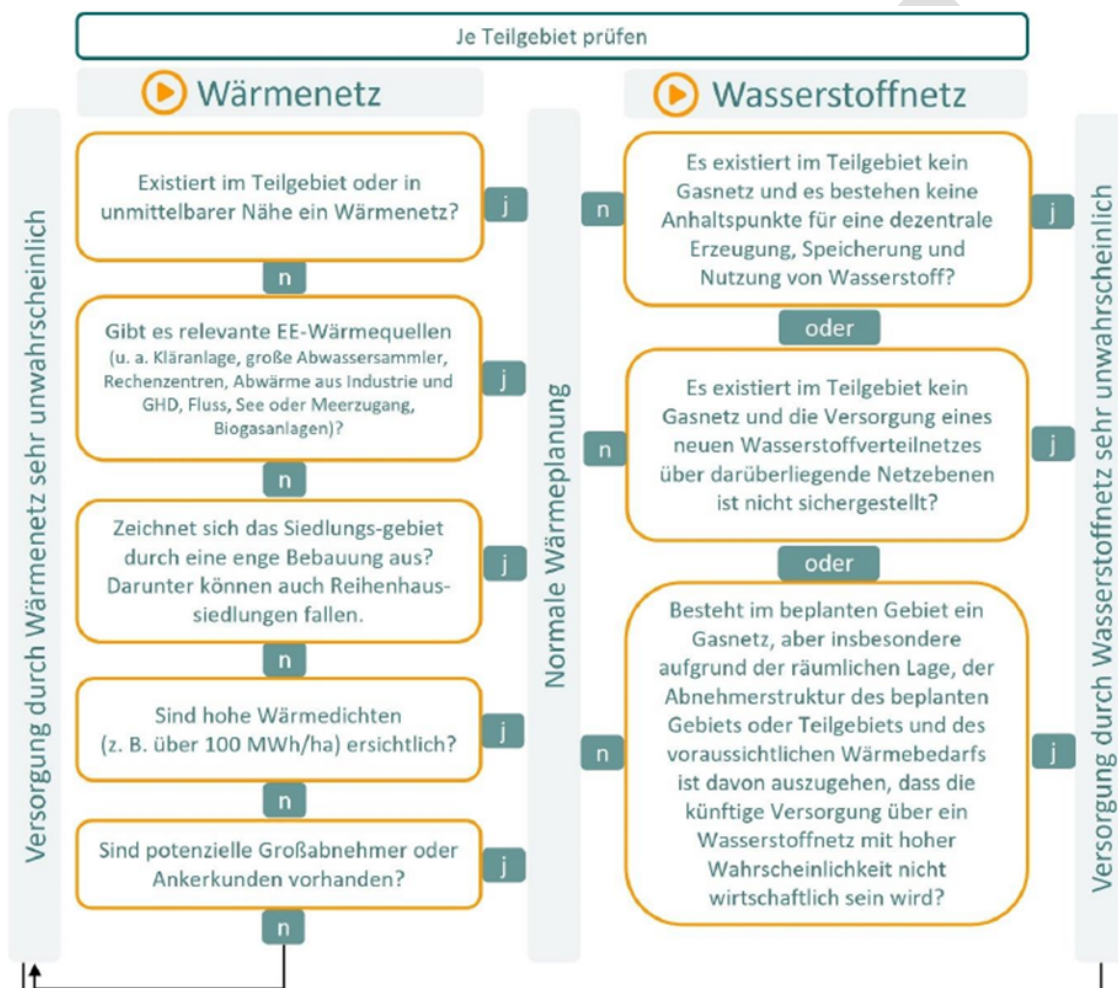 Je Teilgebiet prüfen
Wärmenetz
Versorgung durch Wärmenetz sehr unwahrscheinlich
Existiert im Teilgebiet oder in
unmittelbarer Nähe ein Wärmenetz?
j
n
Gibt es relevante EE-Wärmequellen
(u. a. Kläranlage, große Abwassersammler,
Rechenzentren, Abwärme aus Industrie und
GHD, Fluss, See oder Meerzugang,
Biogasanlagen)?
j
n
Zeichnet sich das Siedlungs-gebiet
durch eine enge Bebauung aus?
Darunter können auch Reihenhaus-
siedlungen fallen.
j
n
Sind hohe Wärmedichten
(z. B. über 100 MWh/ha) ersichtlich?
j
n
Sind potenzielle Großabnehmer oder
Ankerkunden vorhanden?
j
n
Normale Wärmeplanung
Wasserstoffnetz
n
Es existiert im Teilgebiet kein
Gasnetz und es bestehen keine
Anhaltspunkte für eine dezentrale
Erzeugung, Speicherung und
Nutzung von Wasserstoff?
j
oder
n
Es existiert im Teilgebiet kein
Gasnetz und die Versorgung eines
neuen Wasserstoffverteilnetzes
über darüberliegende Netzebenen
ist nicht sichergestellt?
j
oder
n
Besteht im beplanten Gebiet ein
Gasnetz, aber insbesondere
aufgrund der räumlichen Lage, der
Abnehmerstruktur des beplanten
Gebiets oder Teilgebiets und des
voraussichtlichen Wärmebedarfs
ist davon auszugehen, dass die
künftige Versorgung über ein
Wasserstoffnetz mit hoher
Wahrscheinlichkeit nicht
wirtschaftlich sein wird?
j
Versorgung durch Wasserstoffnetz sehr unwahrscheinlich